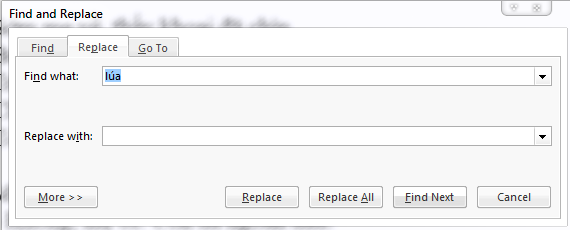 Find and Replace
Find Replace Go To
Find what: lúa
Replace with:
More >> Replace Replace All Find Next Cancel